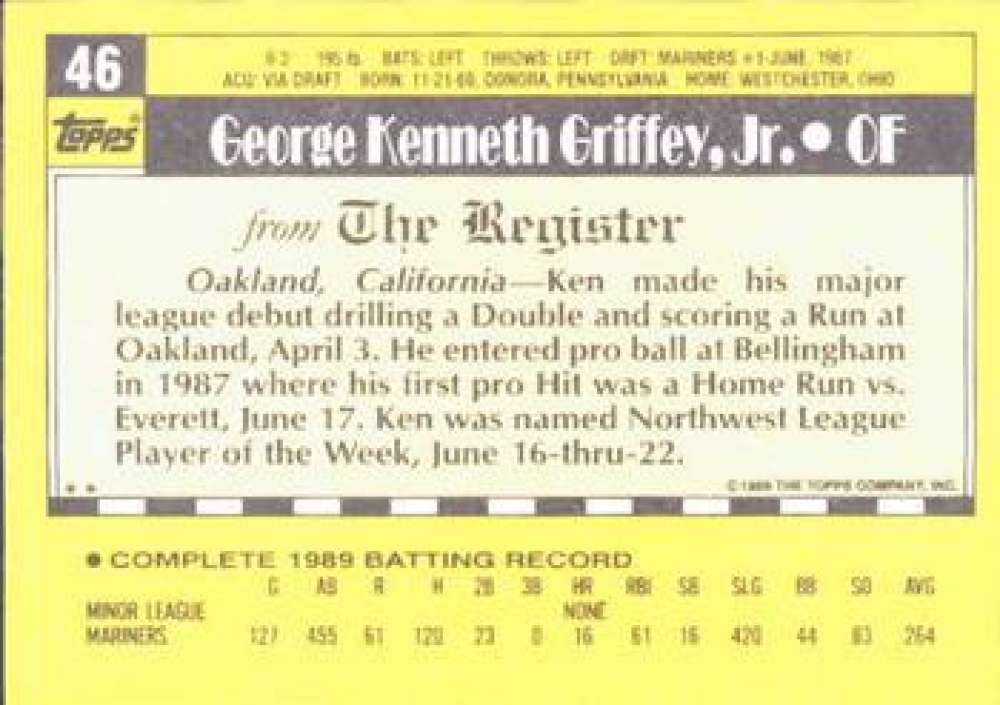 46
6'2" 195 lb. BATS: LEFT THROWS: LEFT DRFT: MARINERS #1-JUNE, 1987
ACQ: VIA DRAFT BORN: 11-21-69, DONORA, PENNSYLVANIA HOME: WESTCHESTER, OHIO
Topps®
George Kenneth Griffey, Jr. • OF
from The Register
Oakland, California—Ken made his major
league debut drilling a Double and scoring a Run at
Oakland, April 3. He entered pro ball at Bellingham
in 1987 where his first pro Hit was a Home Run vs.
Everett, June 17. Ken was named Northwest League
Player of the Week, June 16-thru-22.
** © 1989 THE TOPPS COMPANY, INC.
• COMPLETE 1989 BATTING RECORD
G AB R H 2B 3B HR RBI SB SLG BB SO AVG
MINOR LEAGUE NONE
MARINERS 127 455 61 120 23 0 16 61 16 .420 44 83 .264